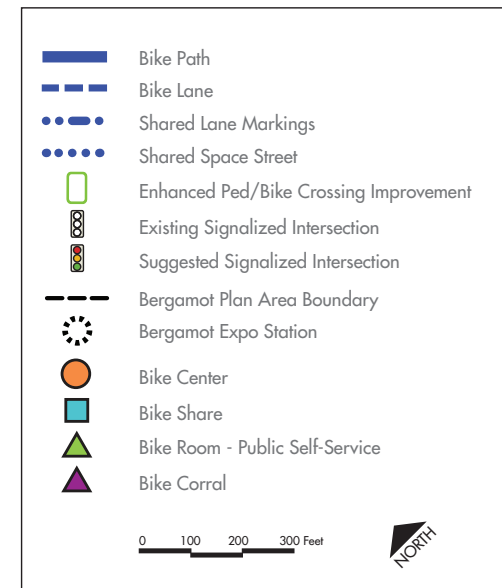 Bike Path
Bike Lane
Shared Lane Markings
Shared Space Street
Enhanced Ped/Bike Crossing Improvement
Existing Signalized Intersection
Suggested Signalized Intersection
Bergamot Plan Area Boundary
Bergamot Expo Station
Bike Center
Bike Share
Bike Room - Public Self-Service
Bike Corral
0 100 200 300 Feet
NORTH